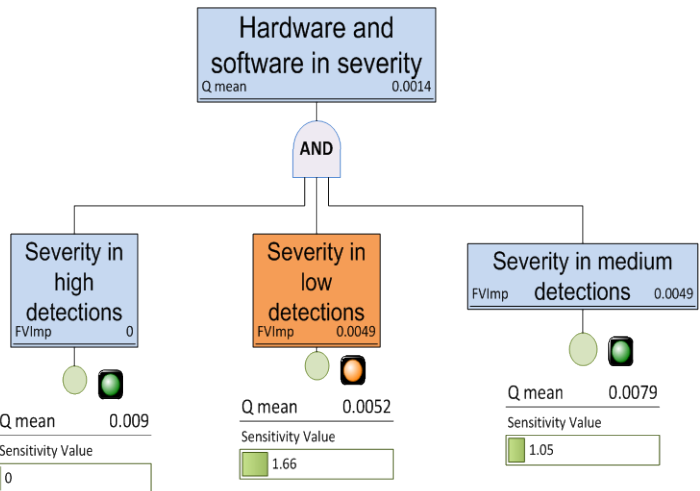 Hardware and
software in severity
Q mean 0.0014
AND
Severity in
high
detections
FVImp 0
Severity in
low
detections
FVImp 0.0049
Severity in medium
detections
FVImp 0.0049
Q mean 0.009
Sensitivity Value
0
Q mean 0.0052
Sensitivity Value
1.66
Q mean 0.0079
Sensitivity Value
1.05